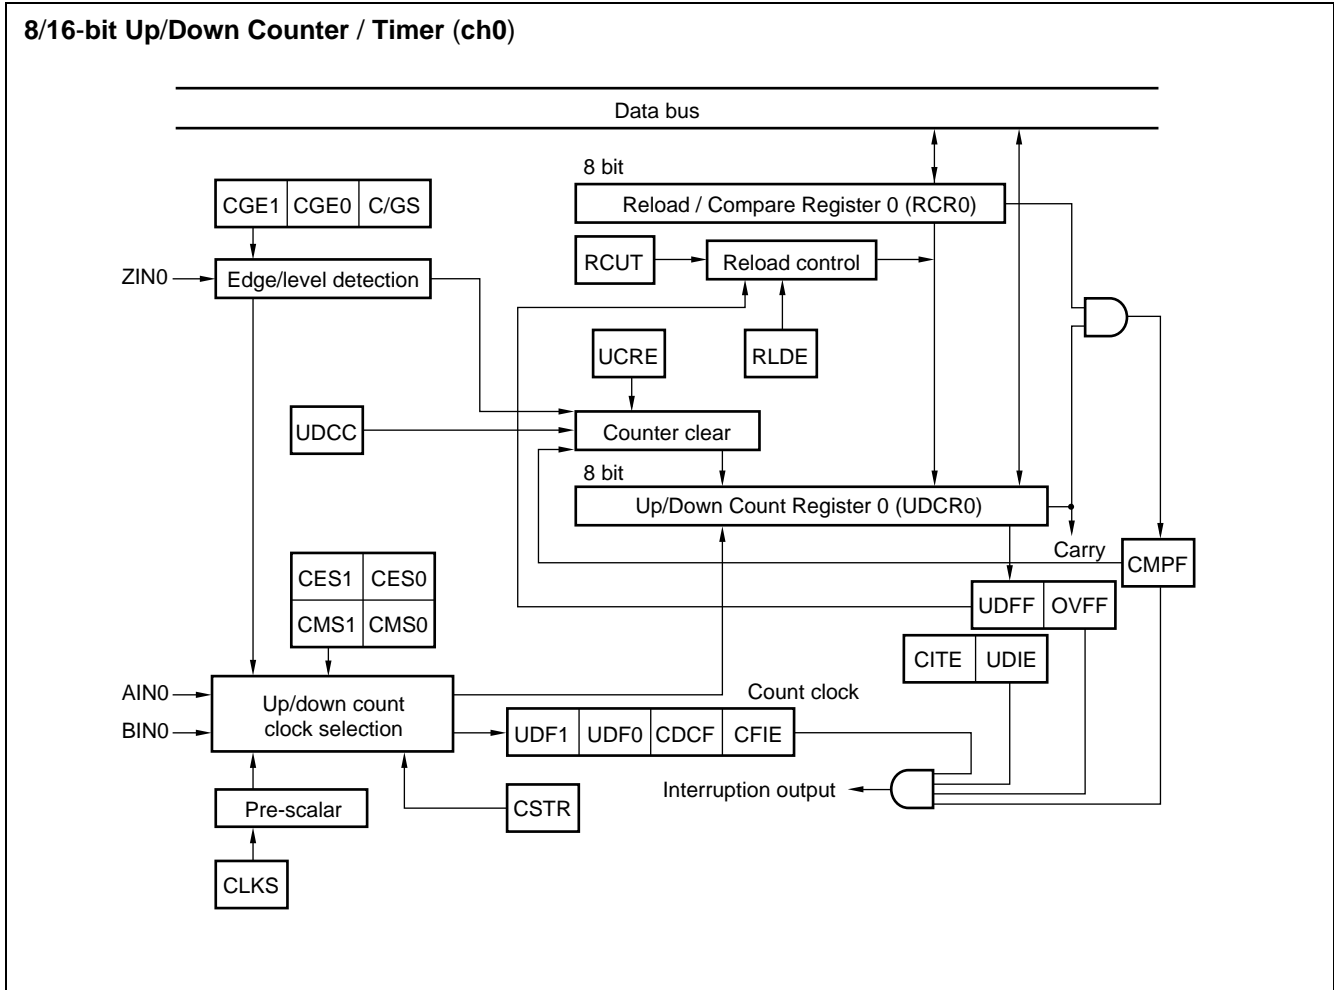 8/16-bit Up/Down Counter / Timer (ch0)
Data bus
8 bit
CGE1 CGE0 C/GS
Reload / Compare Register 0 (RCR0)
RCUT
Reload control
ZIN0
Edge/level detection
UCRE
RLDE
UDCC
Counter clear
8 bit
Up/Down Count Register 0 (UDCR0)
Carry
CMPF
CES1 CES0
CMS1 CMS0
UDFF OVFF
CITE UDIE
AIN0
BIN0
Up/down count
clock selection
Count clock
UDF1 UDF0 CDCF CFIE
Interruption output
Pre-scalar
CSTR
CLKS